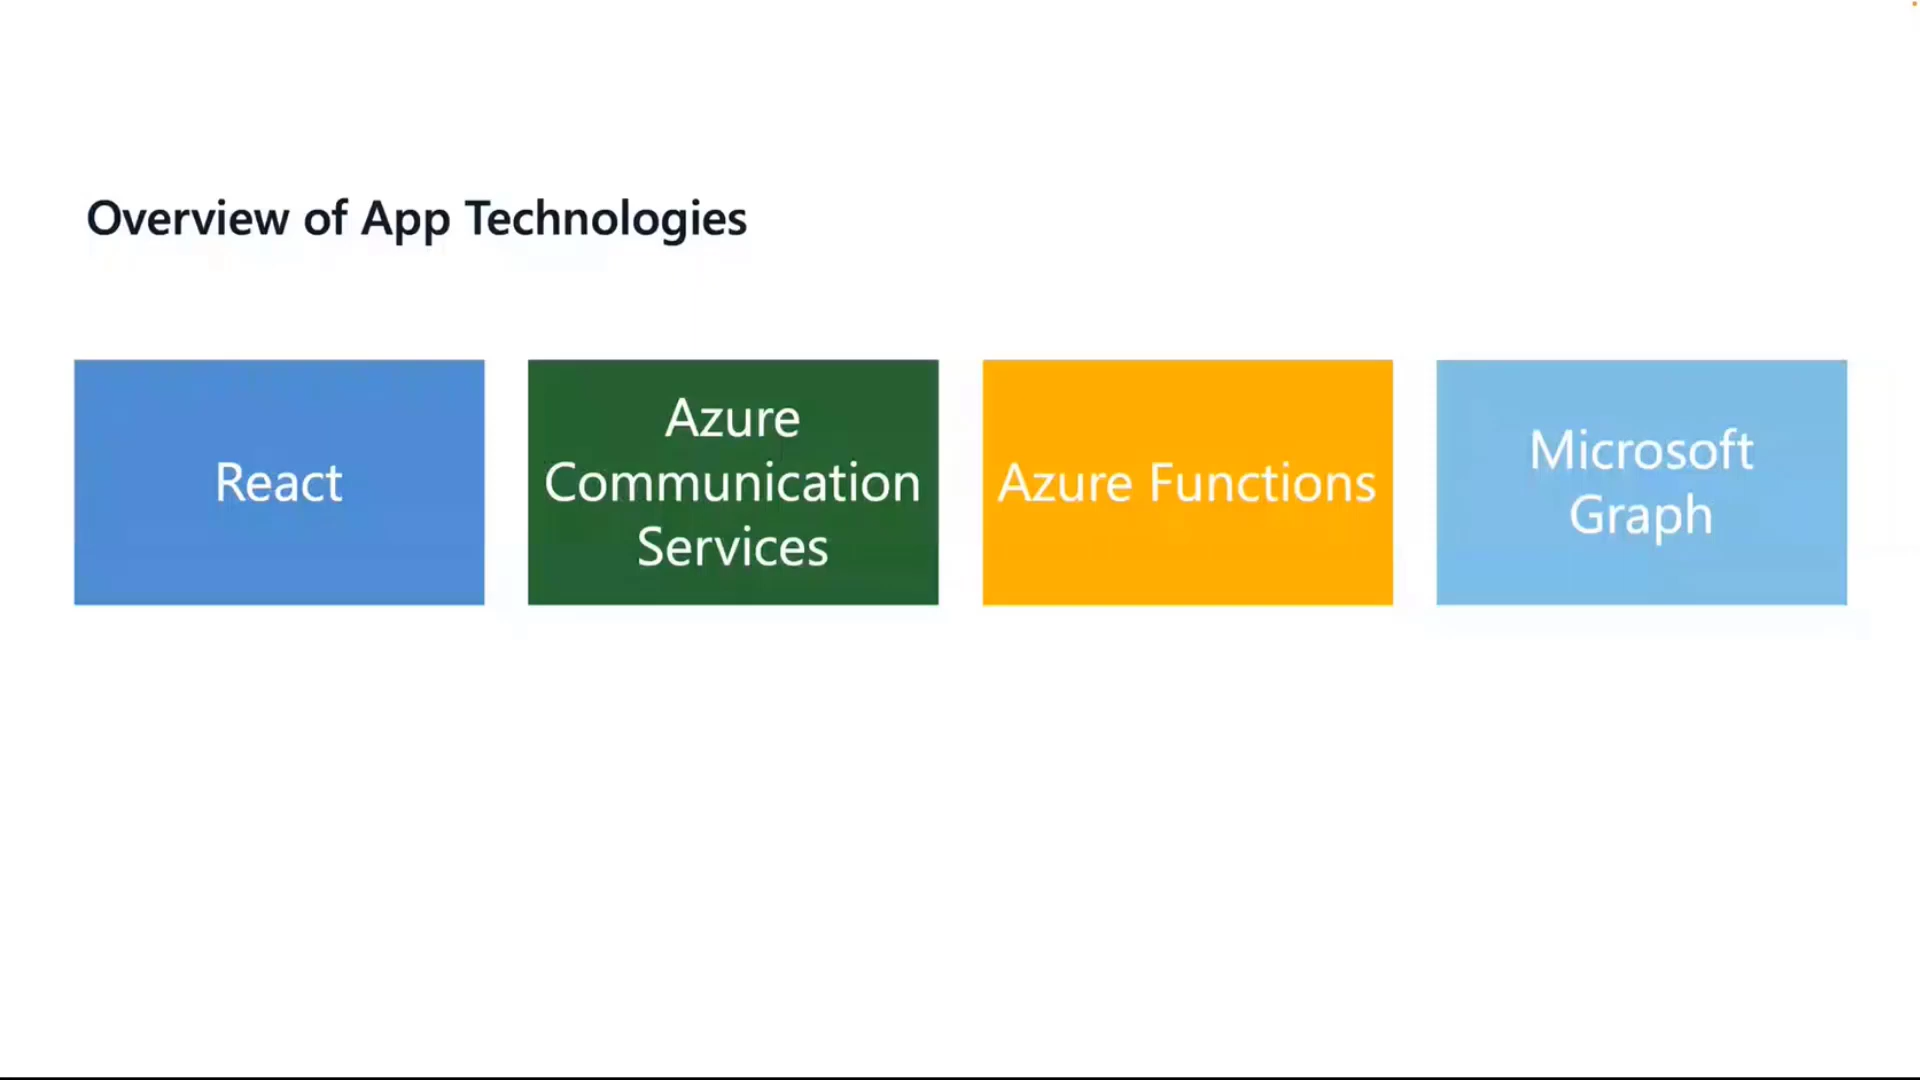 Overview of App Technologies
React
Azure
Communication
Services
Azure Functions
Microsoft
Graph